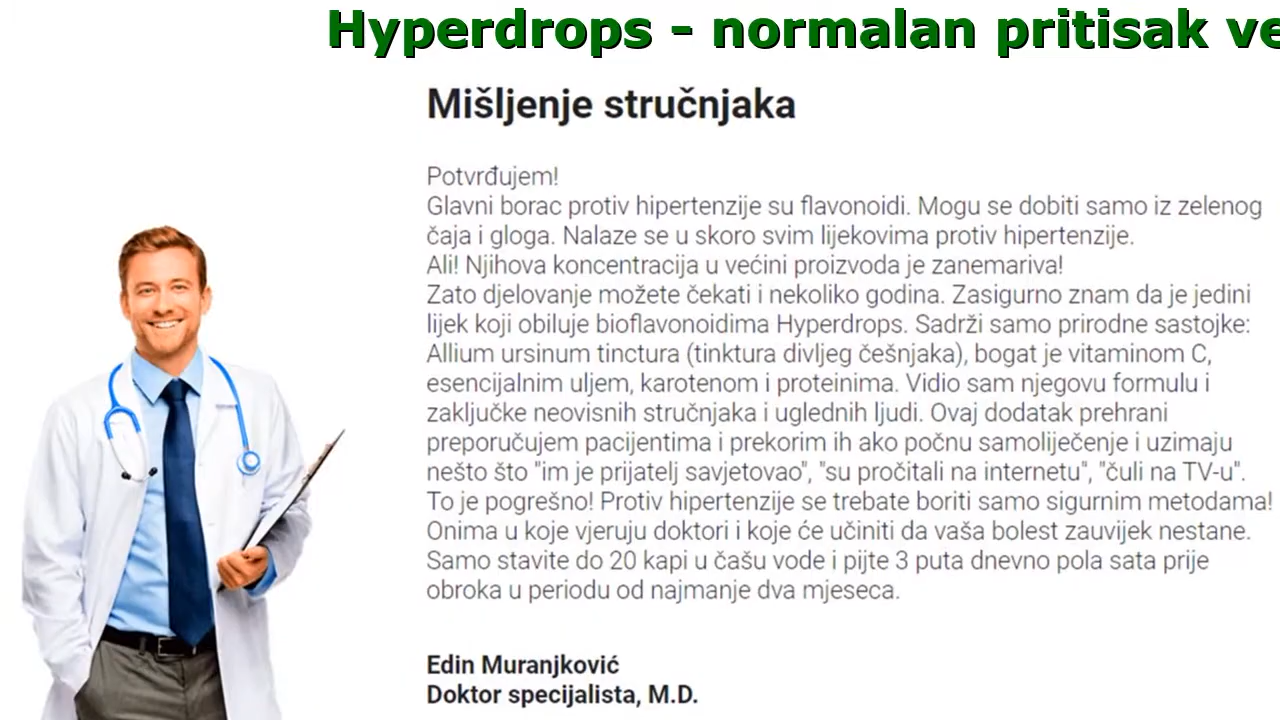 Hyperdrops - normalan pritisak ve
Mišljenje stručnjaka
Potvrđujem!
Glavni borac protiv hipertenzije su flavonoidi. Mogu se dobiti samo iz zelenog
čaja i gloga. Nalaze se u skoro svim lijekovima protiv hipertenzije.
Ali! Njihova koncentracija u većini proizvoda je zanemariva!
Zato djelovanje možete čekati i nekoliko godina. Zasigurno znam da je jedini
lijek koji obiluje bioflavonoidima Hyperdrops. Sadrži samo prirodne sastojke:
Allium ursinum tinctura (tinktura divljeg češnjaka), bogat je vitaminom C,
esencijalnim uljem, karotenom i proteinima. Vidio sam njegovu formulu i
zaključke neovisnih stručnjaka i uglednih ljudi. Ovaj dodatak prehrani
preporučujem pacijentima i prekorim ih ako počnu samoliječenje i uzimaju
nešto što "im je prijatelj savjetovao", "su pročitali na internetu", "čuli na TV-u".
To je pogrešno! Protiv hipertenzije se trebate boriti samo sigurnim metodama!
Onima u koje vjeruju doktori i koje će učiniti da vaša bolest zauvijek nestane.
Samo stavite do 20 kapi u čašu vode i pijte 3 puta dnevno pola sata prije
obroka u periodu od najmanje dva mjeseca.
Edin Muranjković
Doktor specijalista, M.D.